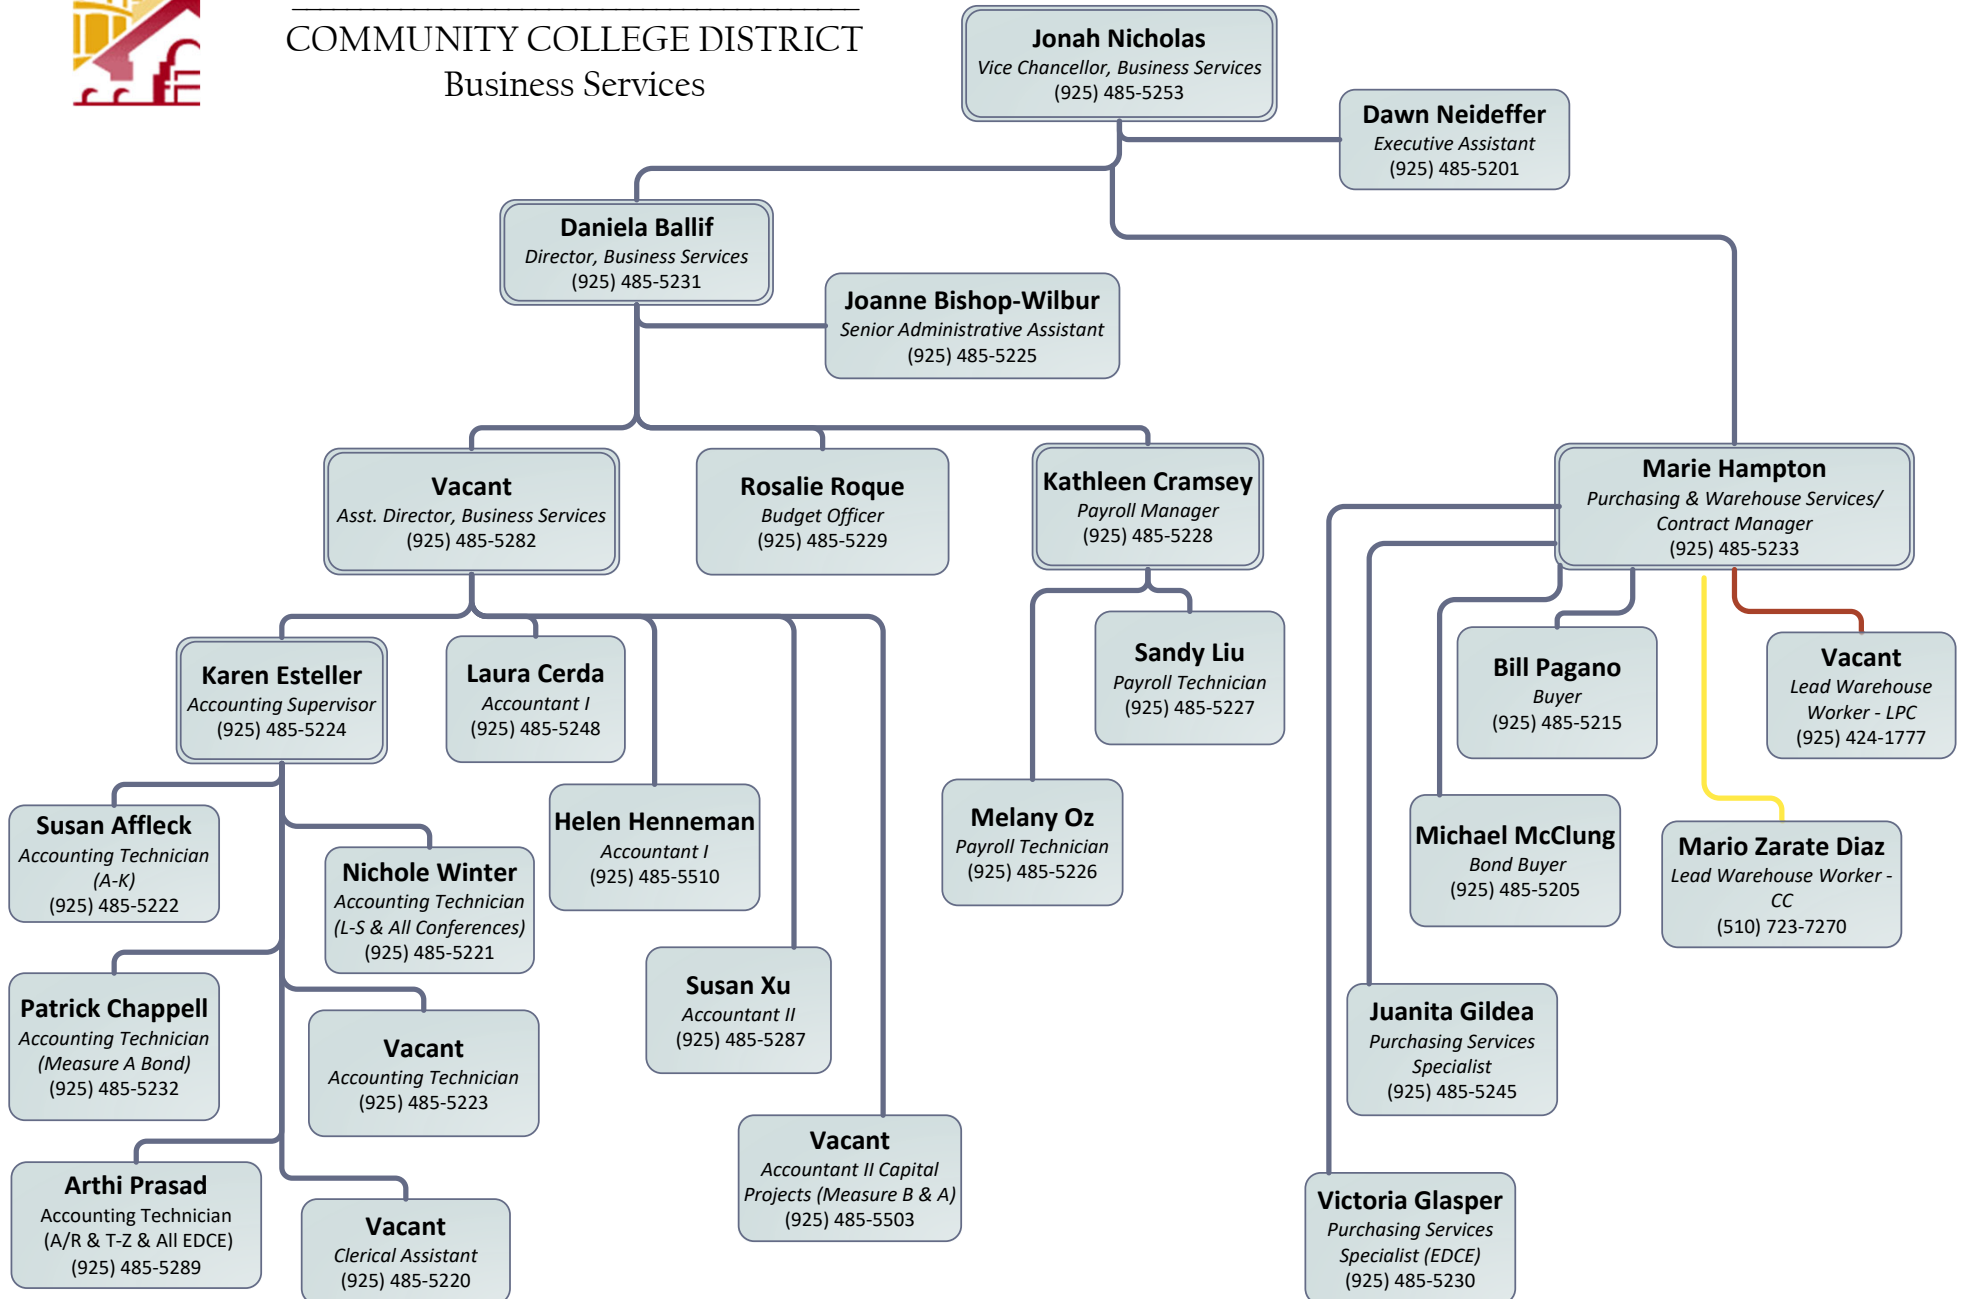 COMMUNITY COLLEGE DISTRICT
Business Services
Jonah Nicholas
Vice Chancellor, Business Services
(925) 485-5253
Dawn Neideffer
Executive Assistant
(925) 485-5201
Daniela Ballif
Director, Business Services
(925) 485-5231
Joanne Bishop-Wilbur
Senior Administrative Assistant
(925) 485-5225
Vacant
Asst. Director, Business Services
(925) 485-5282
Rosalie Roque
Budget Officer
(925) 485-5229
Kathleen Cramsey
Payroll Manager
(925) 485-5228
Marie Hampton
Purchasing & Warehouse Services/
Contract Manager
(925) 485-5233
Karen Esteller
Accounting Supervisor
(925) 485-5224
Laura Cerda
Accountant I
(925) 485-5248
Sandy Liu
Payroll Technician
(925) 485-5227
Bill Pagano
Buyer
(925) 485-5215
Vacant
Lead Warehouse
Worker - LPC
(925) 424-1777
Susan Affleck
Accounting Technician
(A-K)
(925) 485-5222
Nichole Winter
Accounting Technician
(L-S & All Conferences)
(925) 485-5221
Helen Henneman
Accountant I
(925) 485-5510
Melany Oz
Payroll Technician
(925) 485-5226
Michael McClung
Bond Buyer
(925) 485-5205
Mario Zarate Diaz
Lead Warehouse Worker -
CC
(510) 723-7270
Patrick Chappell
Accounting Technician
(Measure A Bond)
(925) 485-5232
Vacant
Accounting Technician
(925) 485-5223
Susan Xu
Accountant II
(925) 485-5287
Juanita Gildea
Purchasing Services
Specialist
(925) 485-5245
Arthi Prasad
Accounting Technician
(A/R & T-Z & All EDCE)
(925) 485-5289
Vacant
Clerical Assistant
(925) 485-5220
Vacant
Accountant II Capital
Projects (Measure B & A)
(925) 485-5503
Victoria Glasper
Purchasing Services
Specialist (EDCE)
(925) 485-5230